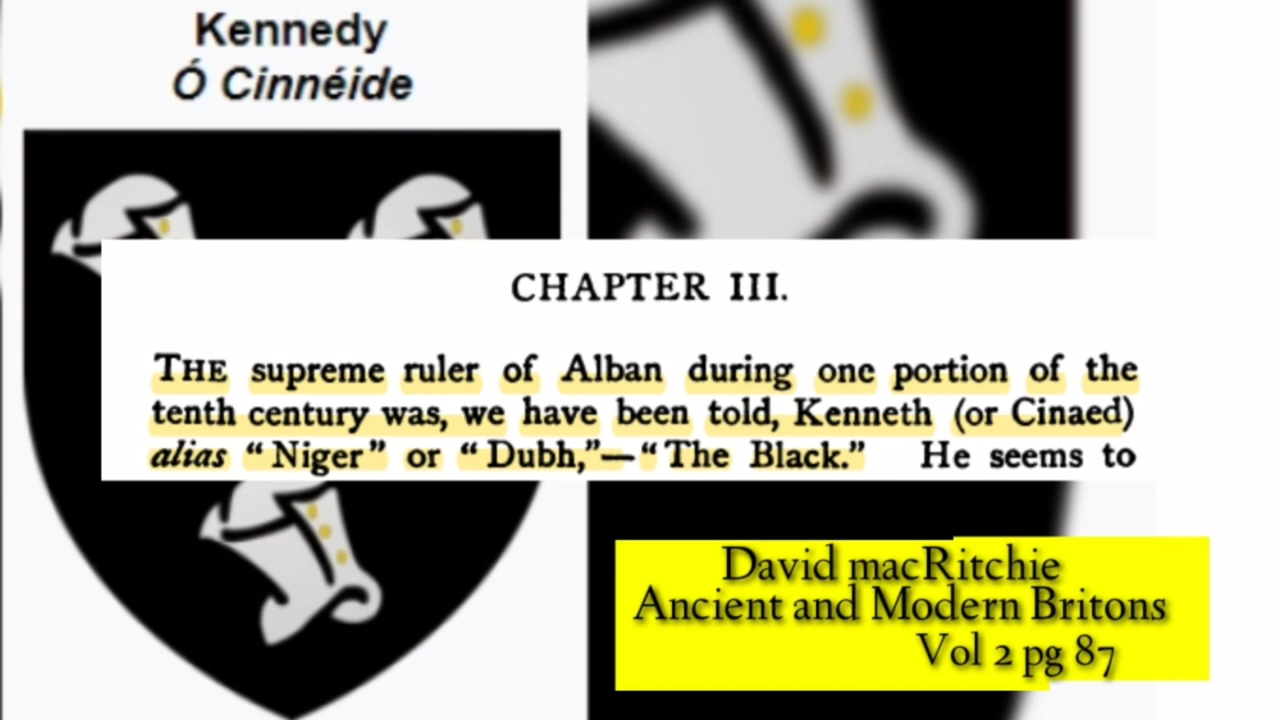 Kennedy
Ó Cinnéide
CHAPTER III.
THE supreme ruler of Alban during one portion of the
tenth century was, we have been told, Kenneth (or Cinaed)
alias “Niger” or “Dubh,”—“The Black.” He seems to
David macRitchie
Ancient and Modern Britons
Vol 2 pg 87